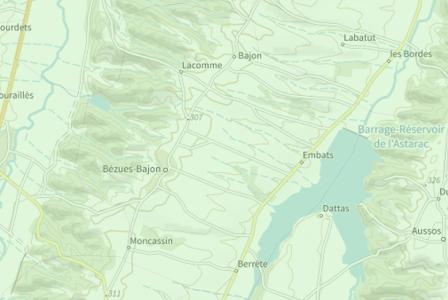 ourdets
Labatut
les Bordes
Bajon
Lacomme
ouraillès
307
Barrage-Réservoir
de l'Astarac
Embats
Bézues-Bajon
326
Dattas
Aussos
Moncassin
Berrète
311